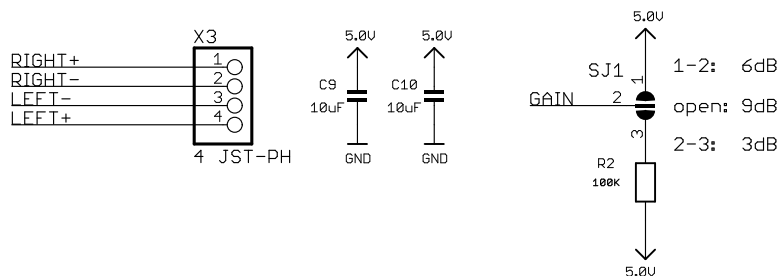 X3
RIGHT+ 1
RIGHT- 2
LEFT- 3
LEFT+ 4
4 JST-PH
5.0V
C9
10uF
GND
5.0V
C10
10uF
GND
5.0V
SJ1
1
GAIN 2
3
1-2: 6dB
open: 9dB
2-3: 3dB
R2
100K
5.0V